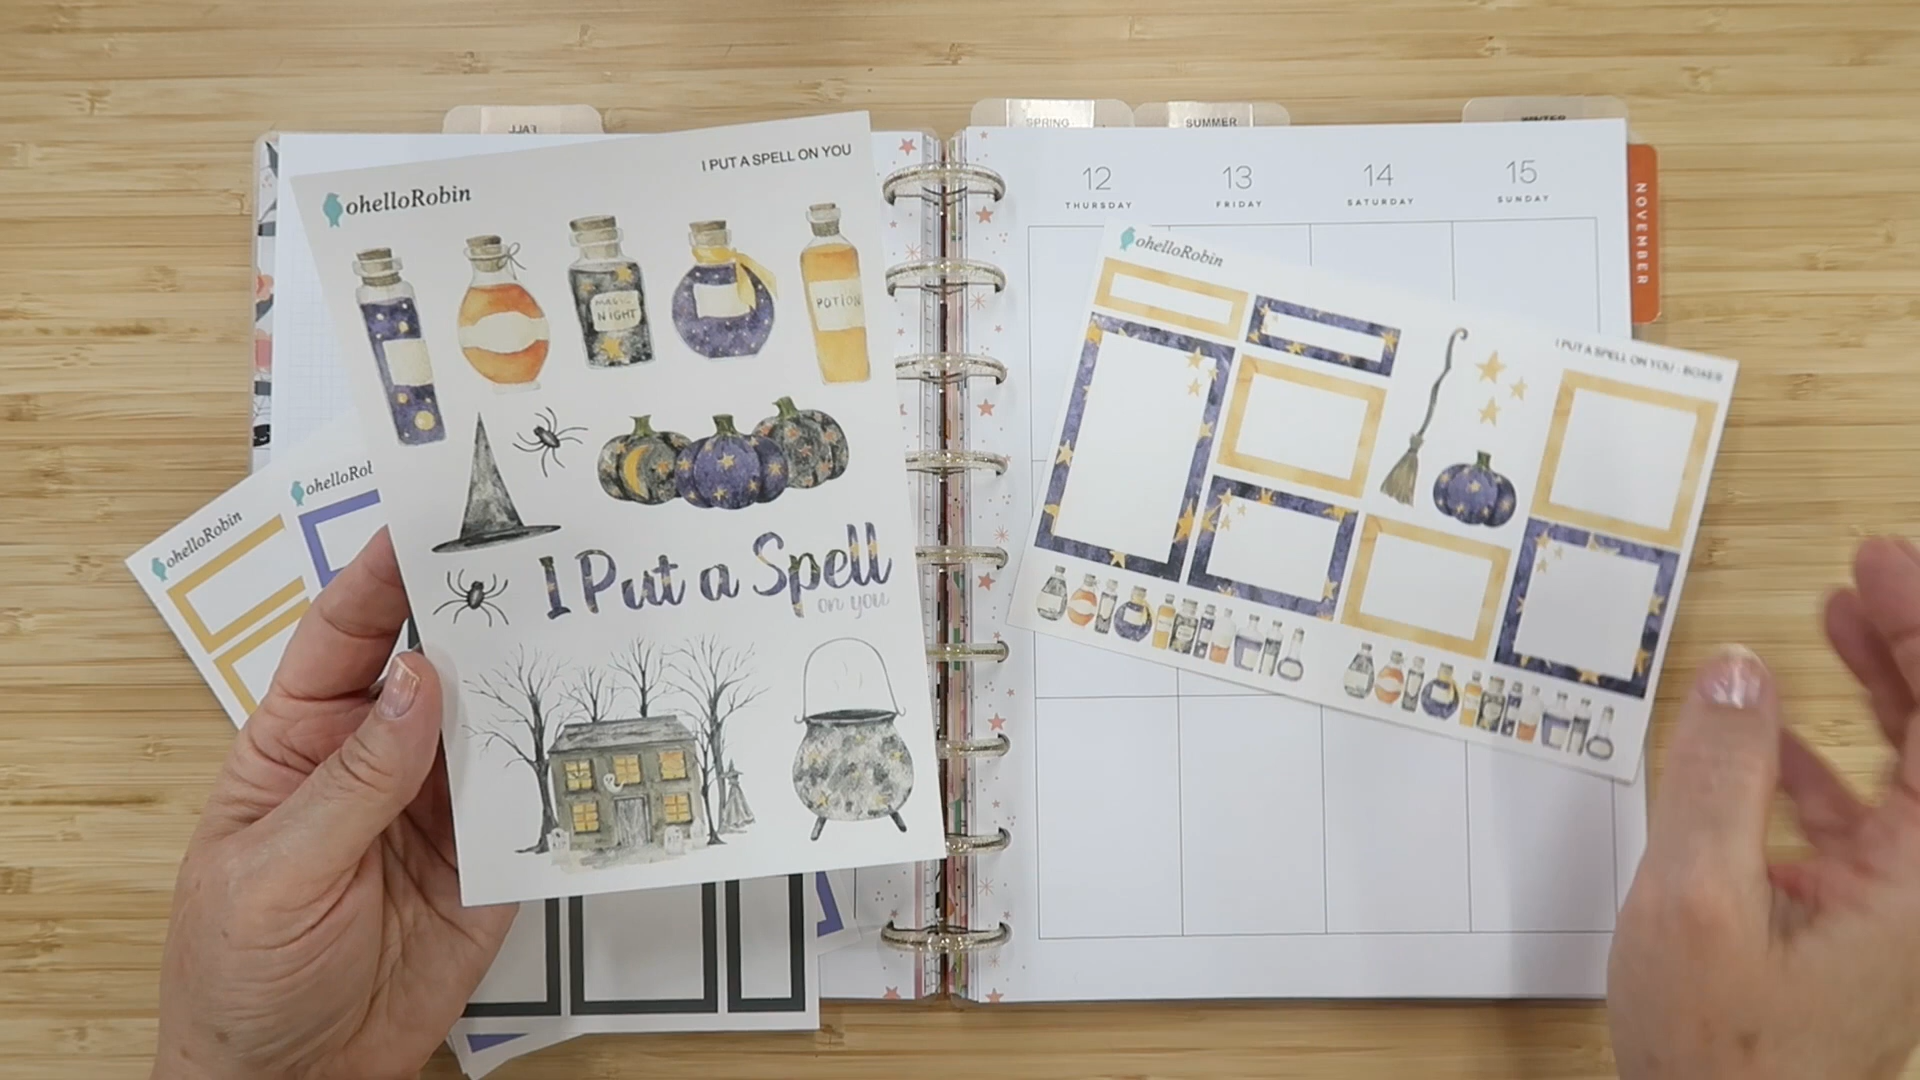 FALL
SPRING
SUMMER
WINTER
NOVEMBER
12
THURSDAY
13
FRIDAY
14
SATURDAY
15
SUNDAY
ohelloRobin
I PUT A SPELL ON YOU
MAGIC
NIGHT
POTION
I Put a Spell
on you
ohelloRobin
I PUT A SPELL ON YOU - BOXES
ohelloRob
ohelloRobin